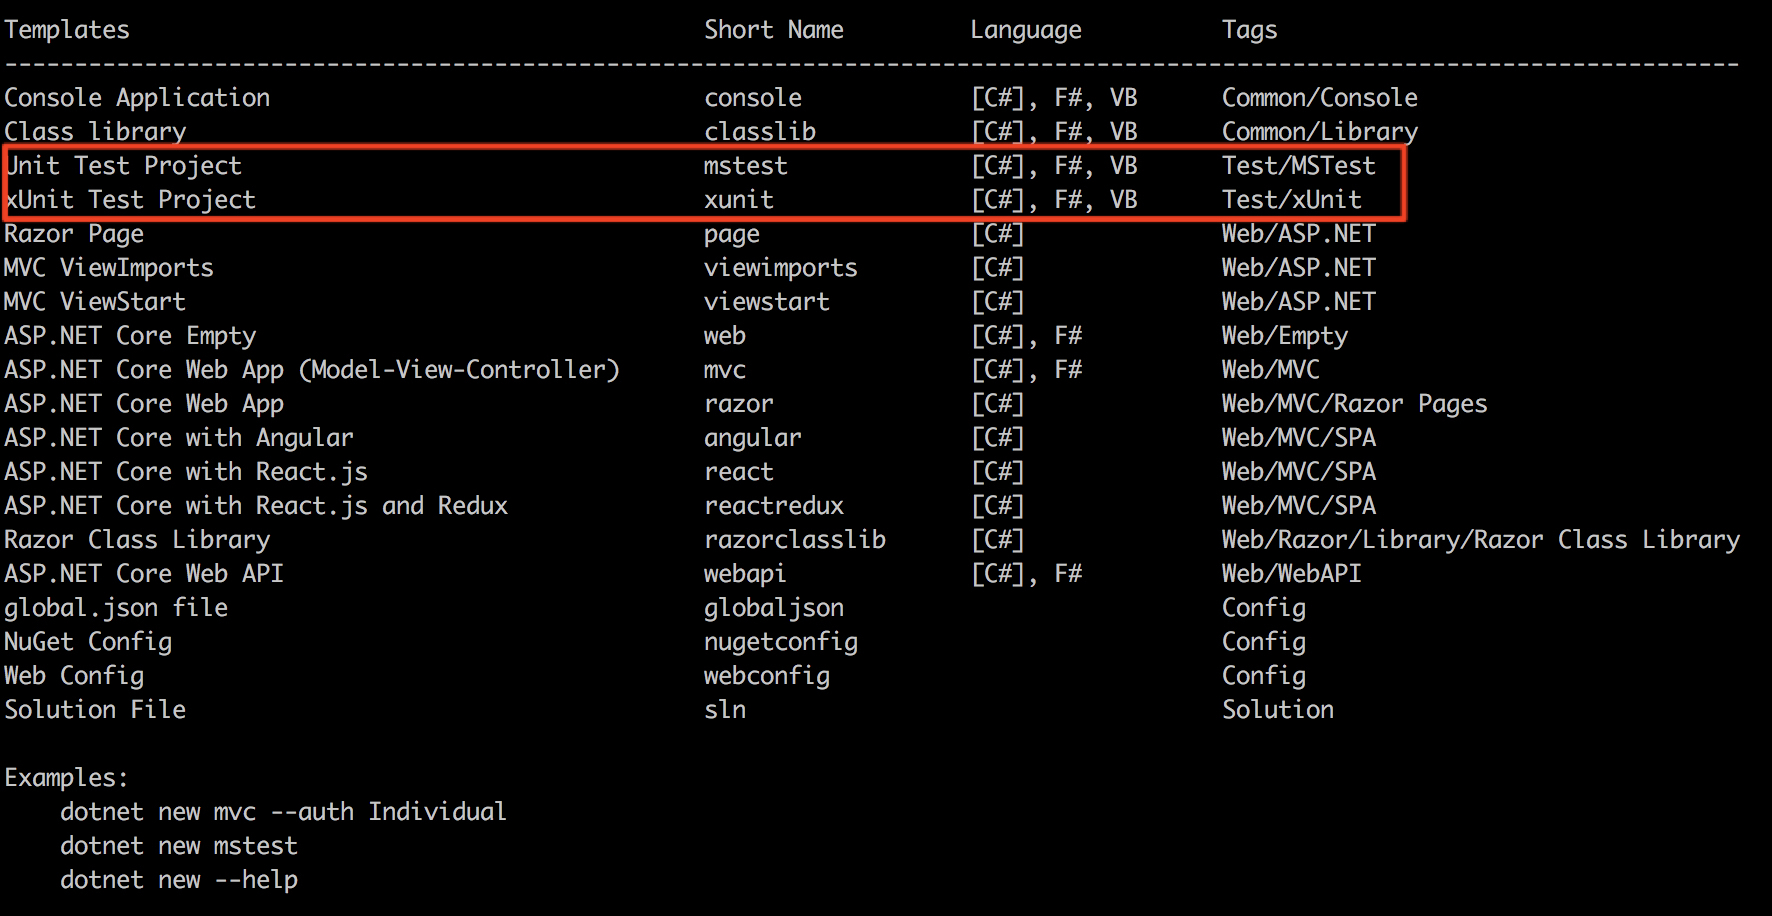 Templates Short Name Language Tags
----------------------------------------------------------------------------------------------------------------------------
Console Application console [C#], F#, VB Common/Console
Class library classlib [C#], F#, VB Common/Library
Unit Test Project mstest [C#], F#, VB Test/MSTest
xUnit Test Project xunit [C#], F#, VB Test/xUnit
Razor Page page [C#] Web/ASP.NET
MVC ViewImports viewimports [C#] Web/ASP.NET
MVC ViewStart viewstart [C#] Web/ASP.NET
ASP.NET Core Empty web [C#], F# Web/Empty
ASP.NET Core Web App (Model-View-Controller) mvc [C#], F# Web/MVC
ASP.NET Core Web App razor [C#] Web/MVC/Razor Pages
ASP.NET Core with Angular angular [C#] Web/MVC/SPA
ASP.NET Core with React.js react [C#] Web/MVC/SPA
ASP.NET Core with React.js and Redux reactredux [C#] Web/MVC/SPA
Razor Class Library razorclasslib [C#] Web/Razor/Library/Razor Class Library
ASP.NET Core Web API webapi [C#], F# Web/WebAPI
global.json file globaljson Config
NuGet Config nugetconfig Config
Web Config webconfig Config
Solution File sln Solution
Examples:
dotnet new mvc --auth Individual
dotnet new mstest
dotnet new --help